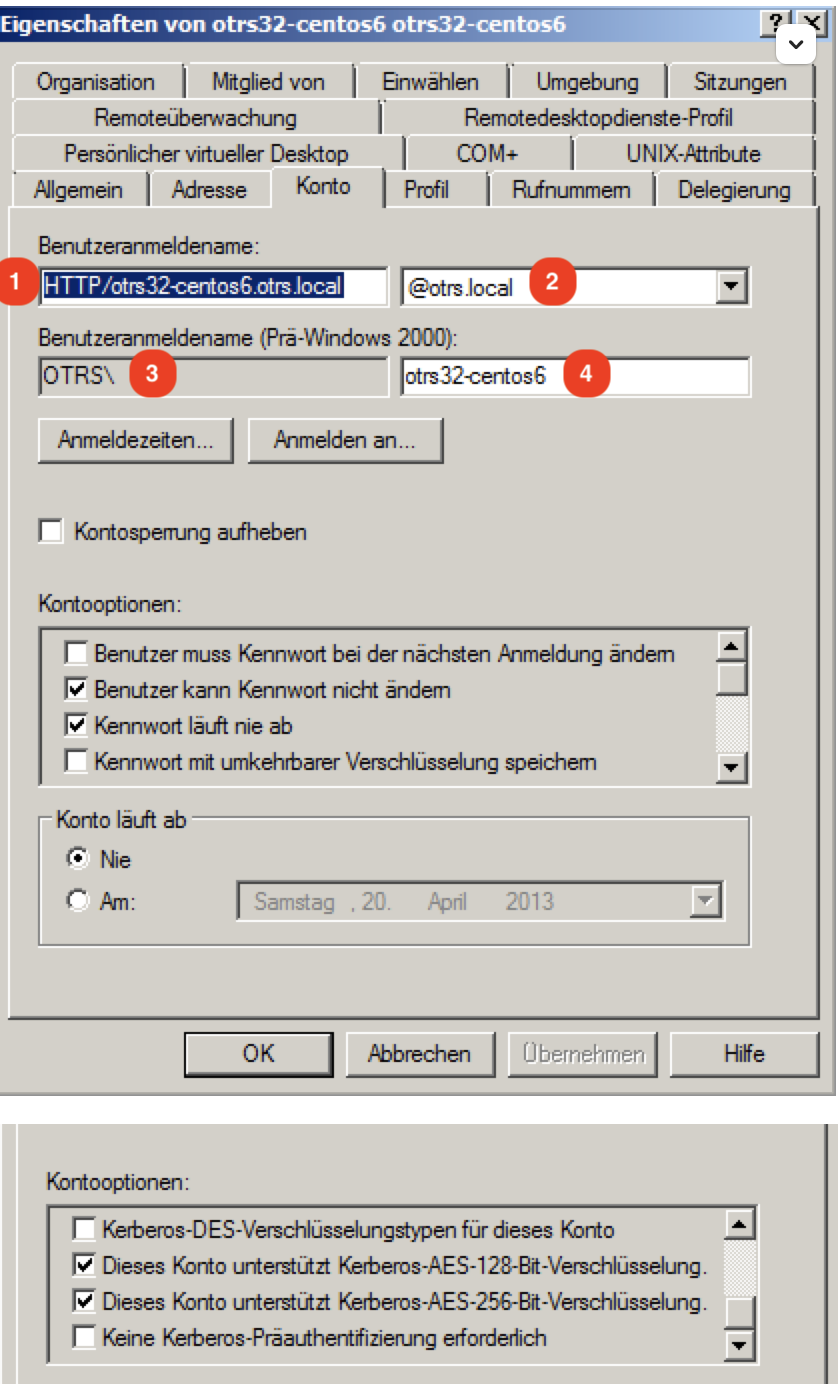 Eigenschaften von otrs32-centos6 otrs32-centos6
Organisation Mitglied von Einwählen Umgebung Sitzungen
Remoteüberwachung Remotedesktopdienste-Profil
Persönlicher virtueller Desktop COM+ UNIX-Attribute
Allgemein Adresse Konto Profil Rufnummern Delegierung
Benutzeranmeldename:
1 HTTP/otrs32-centos6.otrs.local @otrs.local 2
Benutzeranmeldename (Prä-Windows 2000):
OTRS\ 3 otrs32-centos6 4
Anmeldezeiten... Anmelden an...
Kontosperrung aufheben
Kontooptionen:
Benutzer muss Kennwort bei der nächsten Anmeldung ändern
Benutzer kann Kennwort nicht ändern
Kennwort läuft nie ab
Kennwort mit umkehrbarer Verschlüsselung speichern
Konto läuft ab
Nie
Am: Samstag , 20. April 2013
OK Abbrechen Übernehmen Hilfe
Kontooptionen:
Kerberos-DES-Verschlüsselungstypen für dieses Konto
Dieses Konto unterstützt Kerberos-AES-128-Bit-Verschlüsselung.
Dieses Konto unterstützt Kerberos-AES-256-Bit-Verschlüsselung.
Keine Kerberos-Präauthentifizierung erforderlich